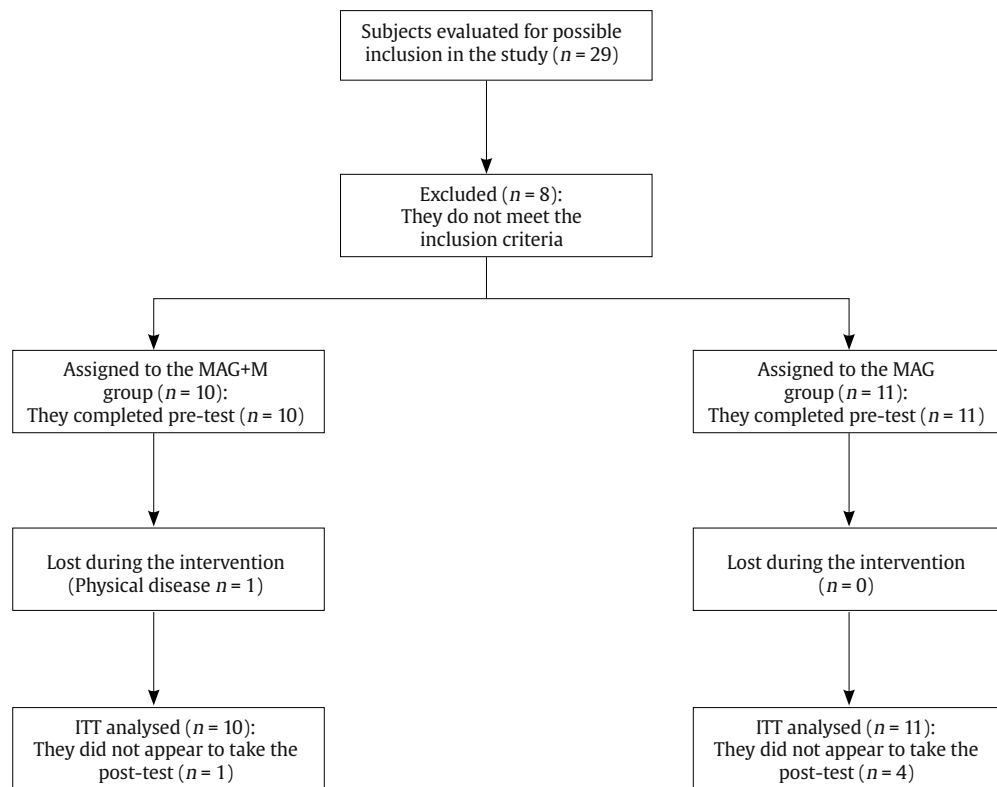 Subjects evaluated for possible
inclusion in the study (n = 29)
Excluded (n = 8):
They do not meet the
inclusion criteria
Assigned to the MAG+M
group (n = 10):
They completed pre-test (n = 10)
Assigned to the MAG
group (n = 11):
They completed pre-test (n = 11)
Lost during the intervention
(Physical disease n = 1)
Lost during the intervention
(n = 0)
ITT analysed (n = 10):
They did not appear to take the
post-test (n = 1)
ITT analysed (n = 11):
They did not appear to take the
post-test (n = 4)